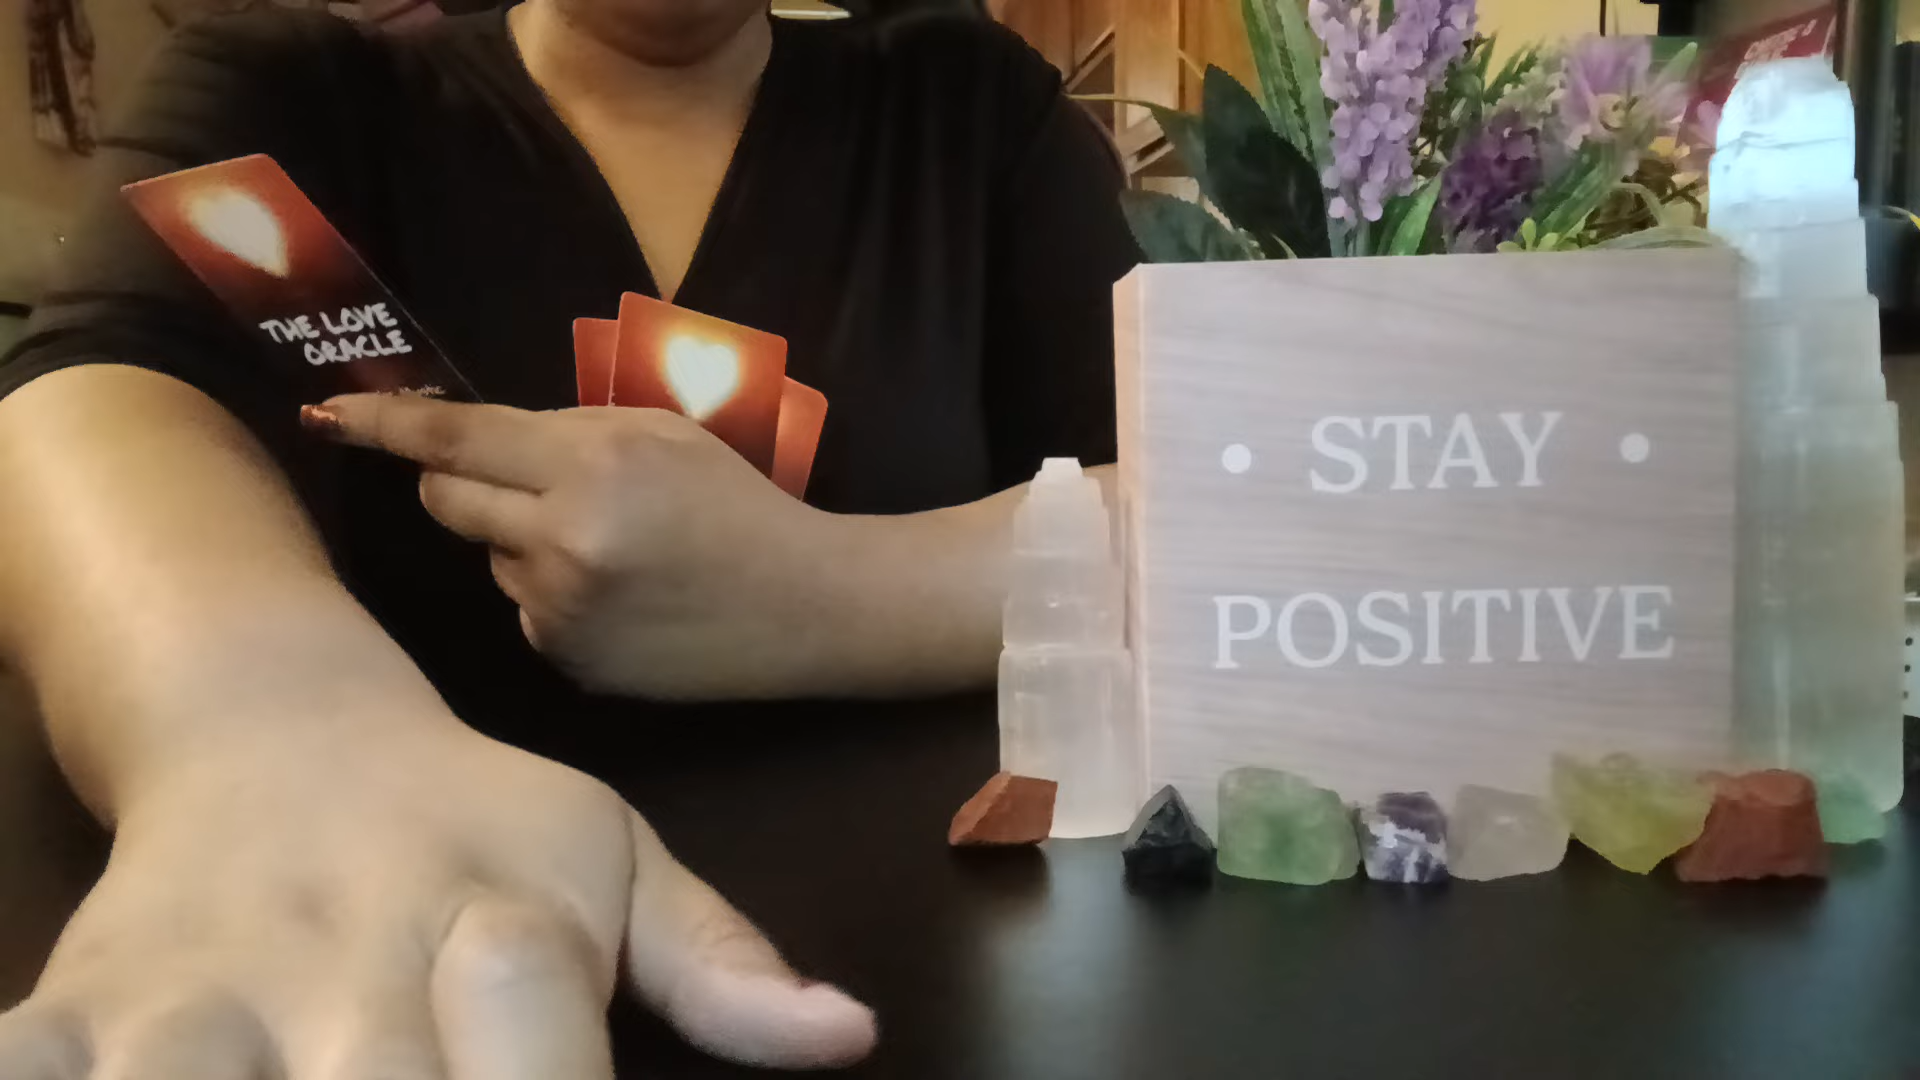 THE LOVE
ORACLE
• STAY •
POSITIVE